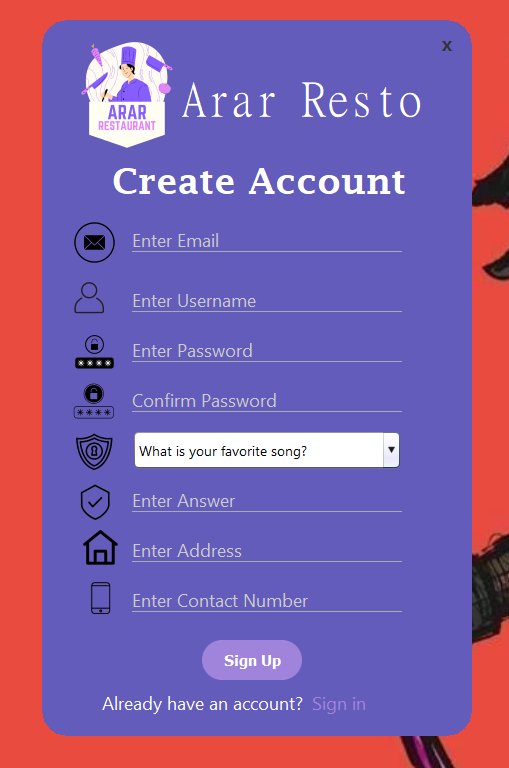 x
ARAR
RESTAURANT
Arar Resto
Create Account
Enter Email
Enter Username
Enter Password
Confirm Password
What is your favorite song?
Enter Answer
Enter Address
Enter Contact Number
Sign Up
Already have an account? Sign in